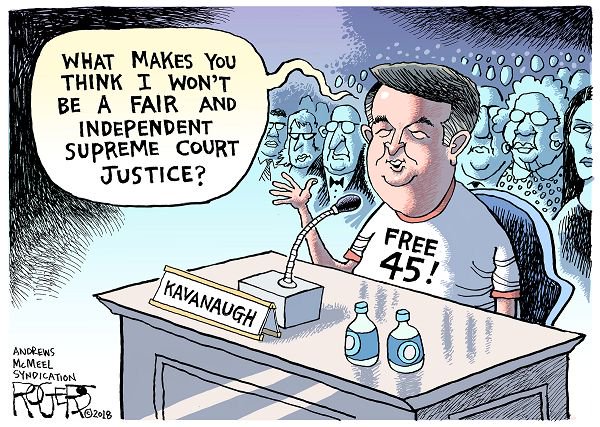 WHAT MAKES YOU
THINK I WON'T
BE A FAIR AND
INDEPENDENT
SUPREME COURT
JUSTICE?
FREE
45!
KAVANAUGH
ANDREWS
McMEEL
SYNDICATION
ROGERS
©2018